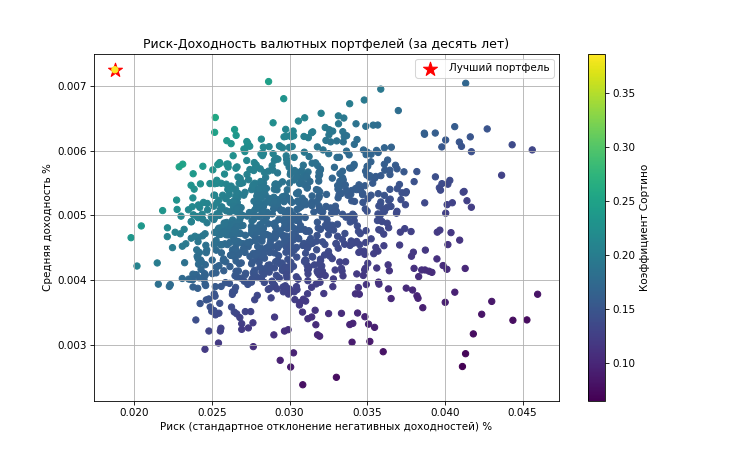 Риск-Доходность валютных портфелей (за десять лет)
Лучший портфель
0.007
0.006
0.005
0.004
0.003
Средняя доходность %
0.020 0.025 0.030 0.035 0.040 0.045
Риск (стандартное отклонение негативных доходностей) %
0.35
0.30
0.25
0.20
0.15
0.10
Коэффициент Сортино